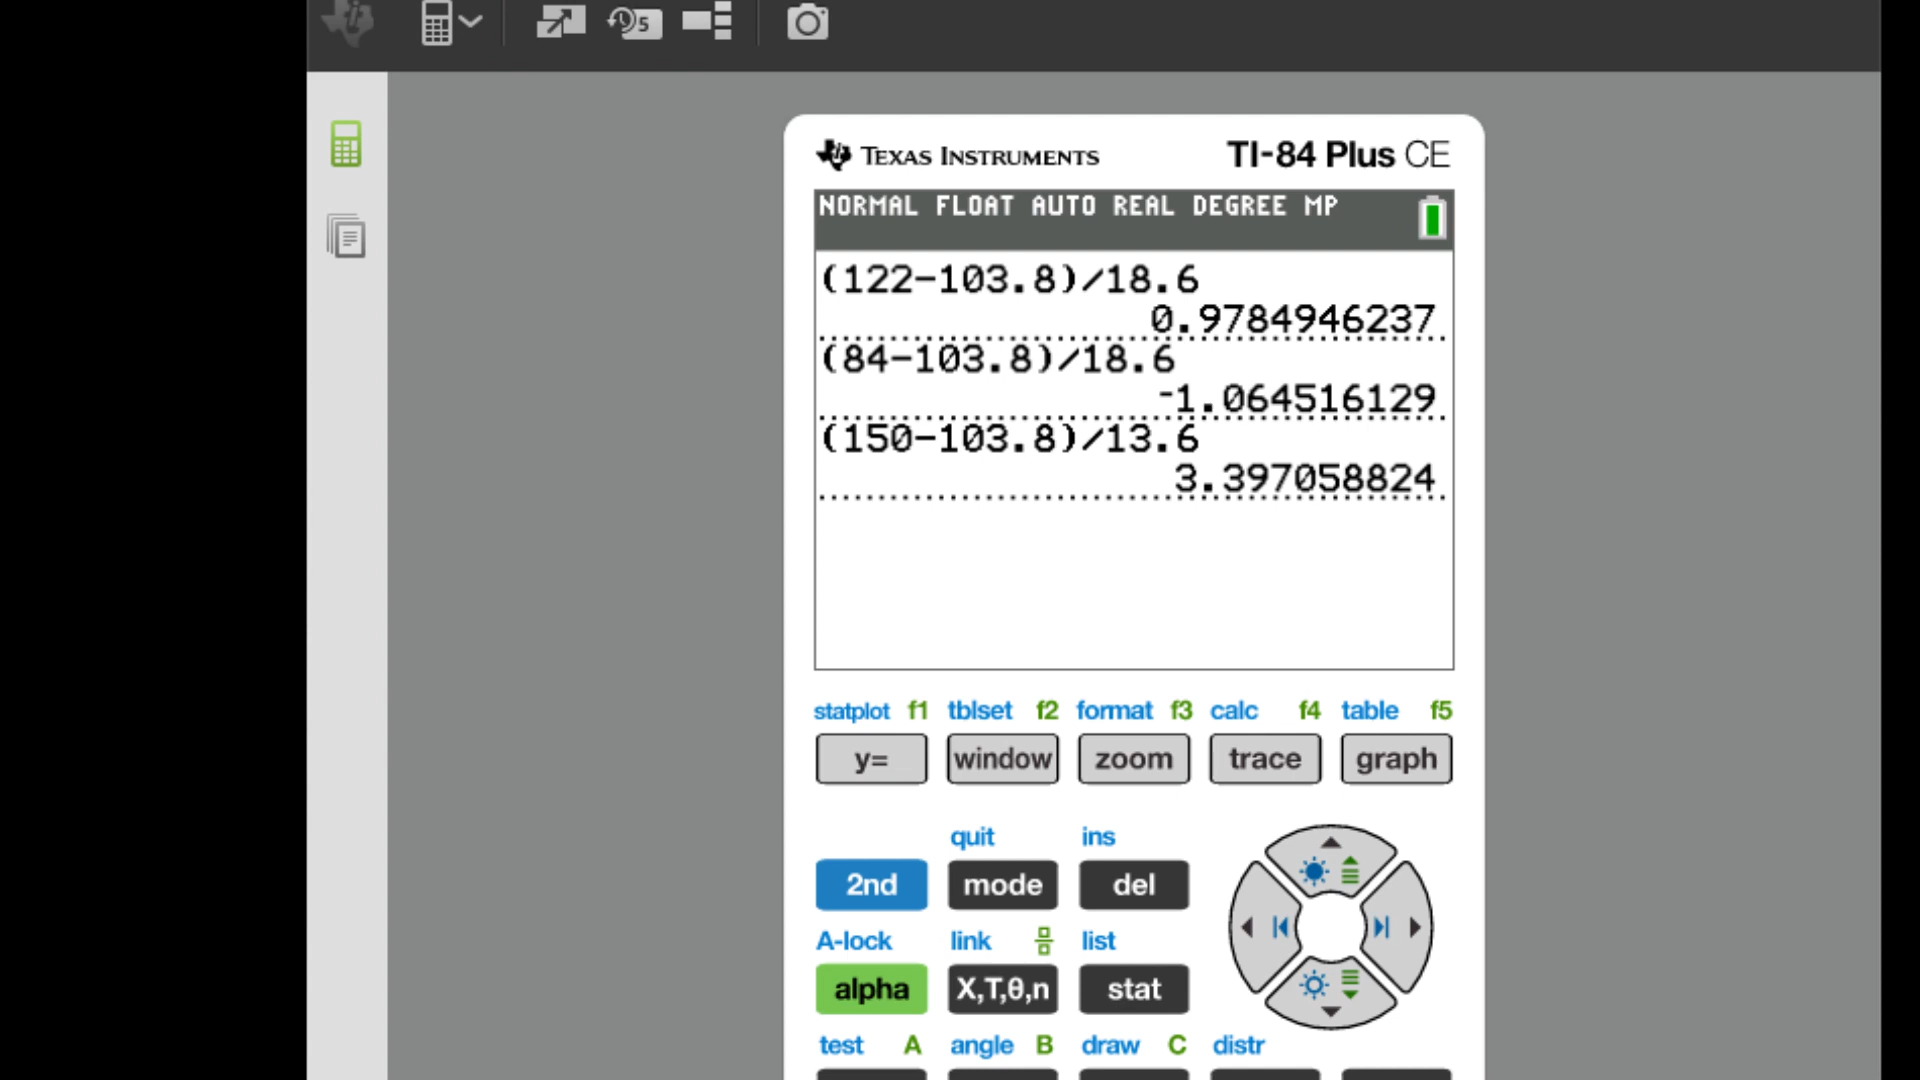 5
TEXAS INSTRUMENTS TI-84 Plus CE
NORMAL FLOAT AUTO REAL DEGREE MP
(122-103.8)/18.6
0.9784946237
(84-103.8)/18.6
-1.064516129
(150-103.8)/13.6
3.397058824
statplot f1 tblset f2 format f3 calc f4 table f5
y= window zoom trace graph
quit ins
2nd mode del
A-lock link list
alpha X,T,θ,n stat
test A angle B draw C distr